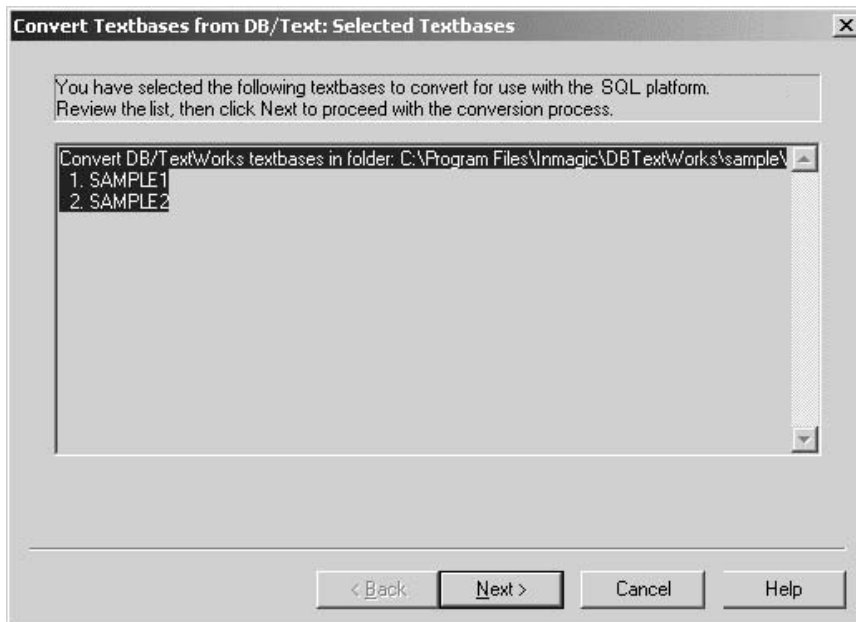 Convert Textbases from DB/Text: Selected Textbases
You have selected the following textbases to convert for use with the SQL platform.
Review the list, then click Next to proceed with the conversion process.
Convert DB/TextWorks textbases in folder: C:\Program Files\Inmagic\DBTextWorks\sample\
1. SAMPLE1
2. SAMPLE2
< Back Next > Cancel Help